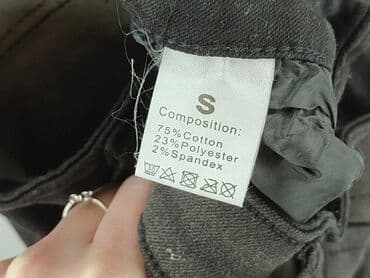 S
Composition:
75%Cotton
23%Polyester
2%Spandex